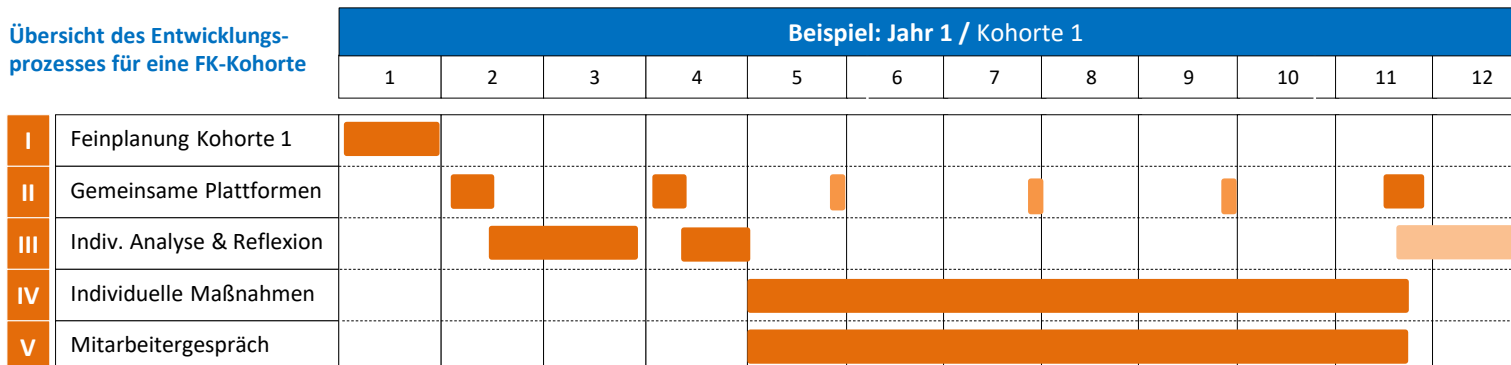 Übersicht des Entwicklungs-
prozesses für eine FK-Kohorte
Beispiel: Jahr 1 / Kohorte 1
1 2 3 4 5 6 7 8 9 10 11 12
I Feinplanung Kohorte 1
II Gemeinsame Plattformen
III Indiv. Analyse & Reflexion
IV Individuelle Maßnahmen
V Mitarbeitergespräch